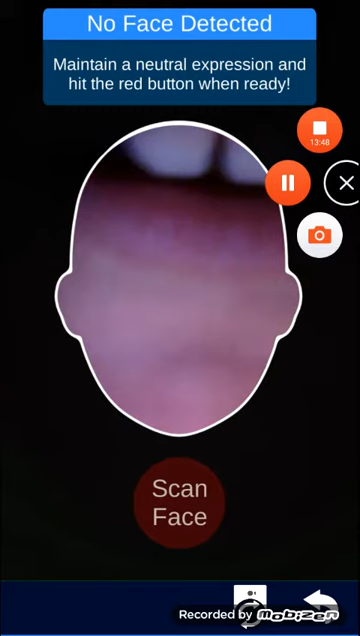 No Face Detected
Maintain a neutral expression and
hit the red button when ready!
13:48
Scan
Face
Recorded by mobizen